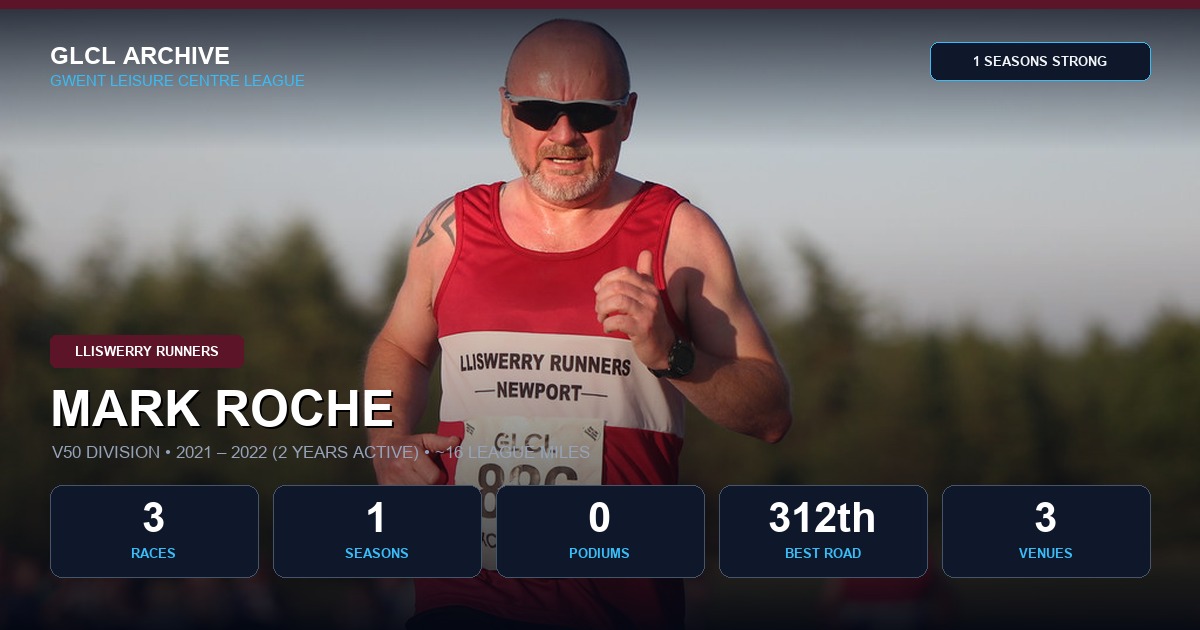 GLCL ARCHIVE
GWENT LEISURE CENTRE LEAGUE
1 SEASONS STRONG
LLISWERRY RUNNERS
NEWPORT
GLCL
LLISWERRY RUNNERS
MARK ROCHE
V50 DIVISION • 2021 – 2022 (2 YEARS ACTIVE) • ~16 LEAGUE MILES
3
RACES
1
SEASONS
0
PODIUMS
312th
BEST ROAD
3
VENUES